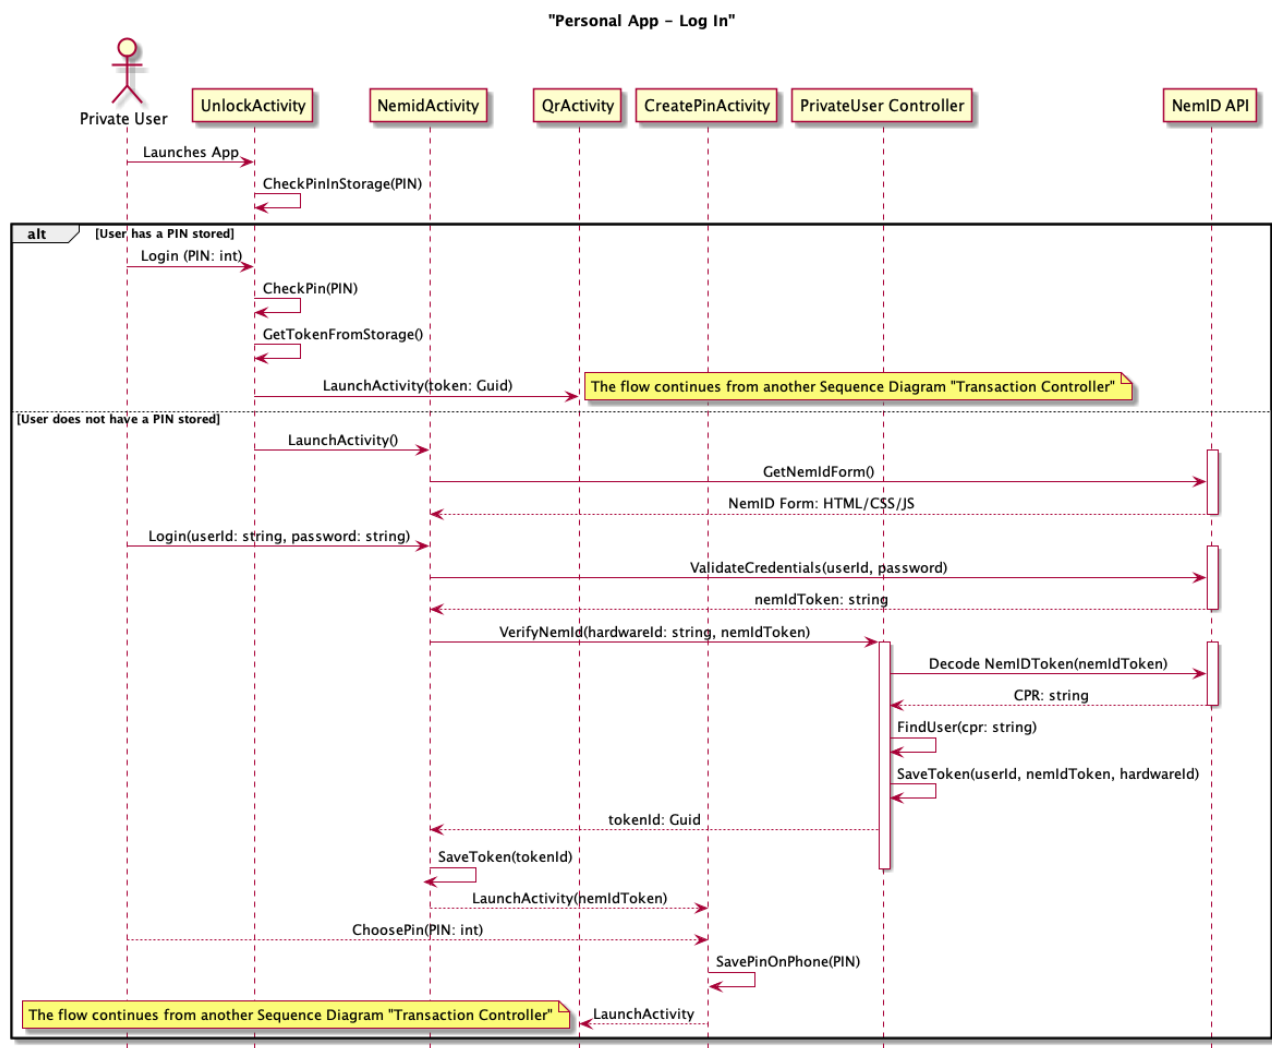 "Personal App - Log In"
Private User
UnlockActivity
NemidActivity
QrActivity
CreatePinActivity
PrivateUser Controller
NemID API
Launches App
CheckPinInStorage(PIN)
alt
[User has a PIN stored]
Login (PIN: int)
CheckPin(PIN)
GetTokenFromStorage()
LaunchActivity(token: Guid)
The flow continues from another Sequence Diagram "Transaction Controller"
[User does not have a PIN stored]
LaunchActivity()
GetNemIdForm()
NemID Form: HTML/CSS/JS
Login(userId: string, password: string)
ValidateCredentials(userId, password)
nemIdToken: string
VerifyNemId(hardwareId: string, nemIdToken)
Decode NemIDToken(nemIdToken)
CPR: string
FindUser(cpr: string)
SaveToken(userId, nemIdToken, hardwareId)
tokenId: Guid
SaveToken(tokenId)
LaunchActivity(nemIdToken)
ChoosePin(PIN: int)
SavePinOnPhone(PIN)
The flow continues from another Sequence Diagram "Transaction Controller"
LaunchActivity